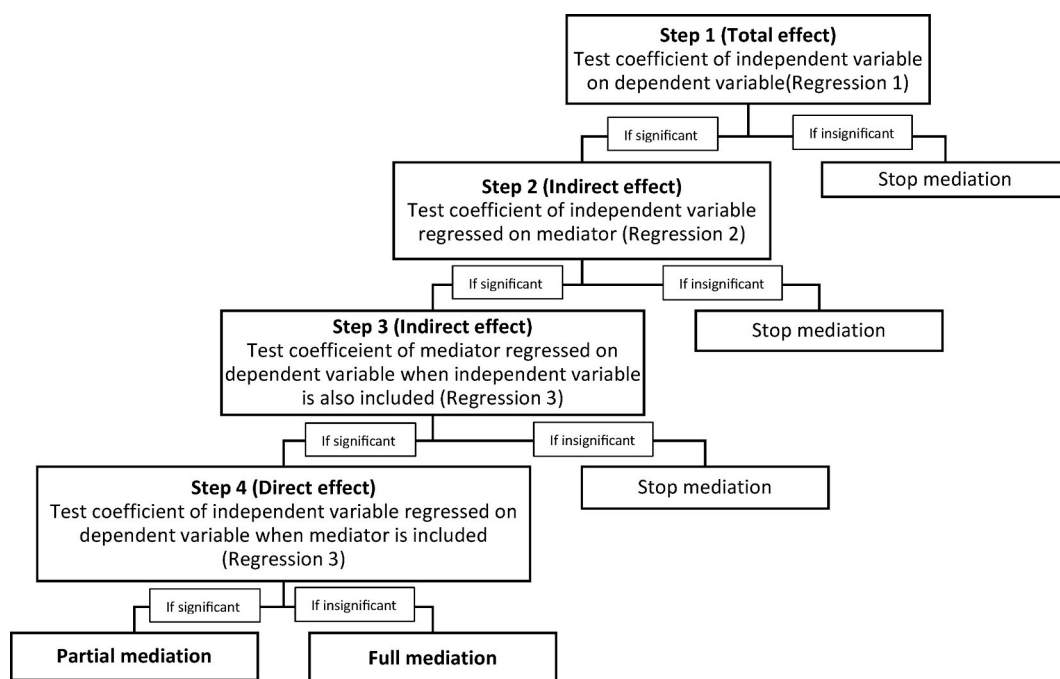 Step 1 (Total effect)
Test coefficient of independent variable
on dependent variable(Regression 1)
If significant
If insignificant
Stop mediation
Step 2 (Indirect effect)
Test coefficient of independent variable
regressed on mediator (Regression 2)
If significant
If insignificant
Stop mediation
Step 3 (Indirect effect)
Test coefficeient of mediator regressed on
dependent variable when independent variable
is also included (Regression 3)
If significant
If insignificant
Stop mediation
Step 4 (Direct effect)
Test coefficient of independent variable regressed on
dependent variable when mediator is included
(Regression 3)
If significant
If insignificant
Partial mediation
Full mediation